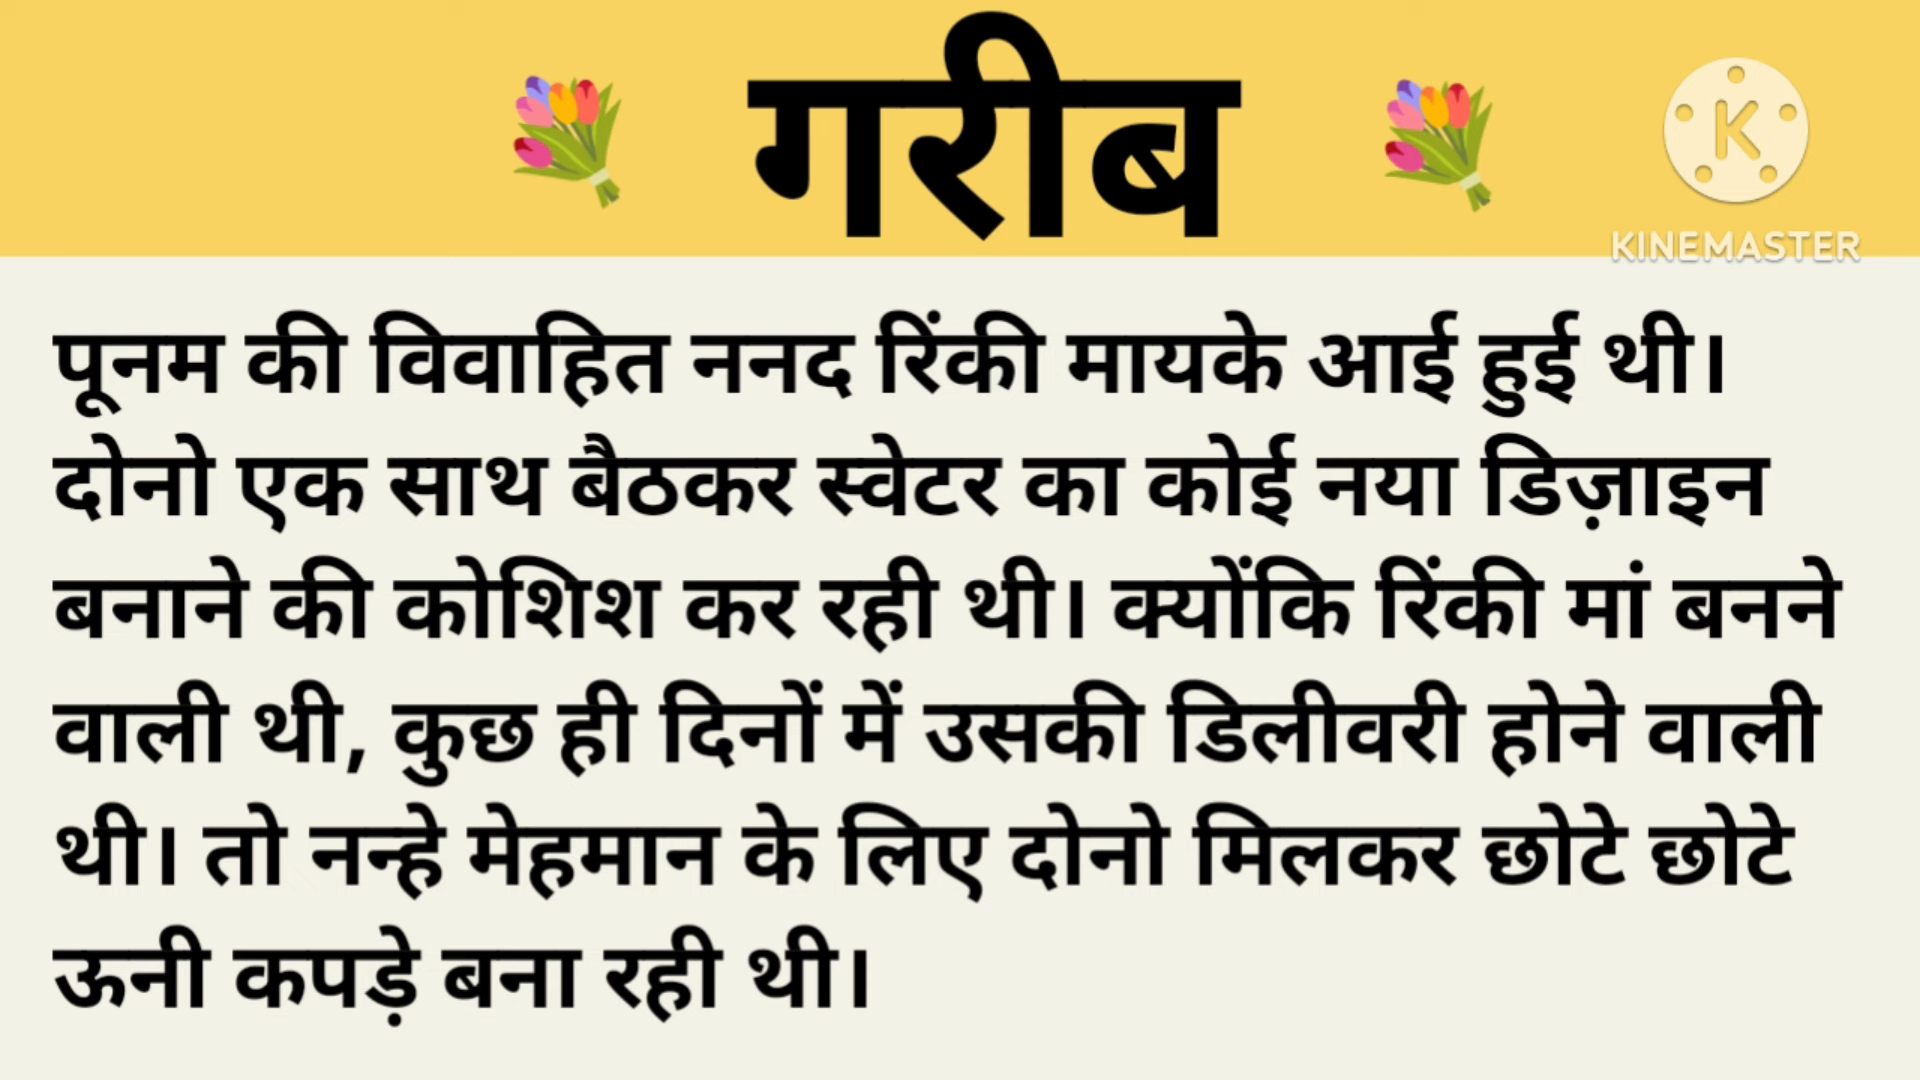 गरीब
KINEMASTER
पूनम की विवाहित ननद रिंकी मायके आई हुई थी।
दोनो एक साथ बैठकर स्वेटर का कोई नया डिज़ाइन
बनाने की कोशिश कर रही थी। क्योंकि रिंकी मां बनने
वाली थी, कुछ ही दिनों में उसकी डिलीवरी होने वाली
थी। तो नन्हे मेहमान के लिए दोनो मिलकर छोटे छोटे
ऊनी कपड़े बना रही थी।